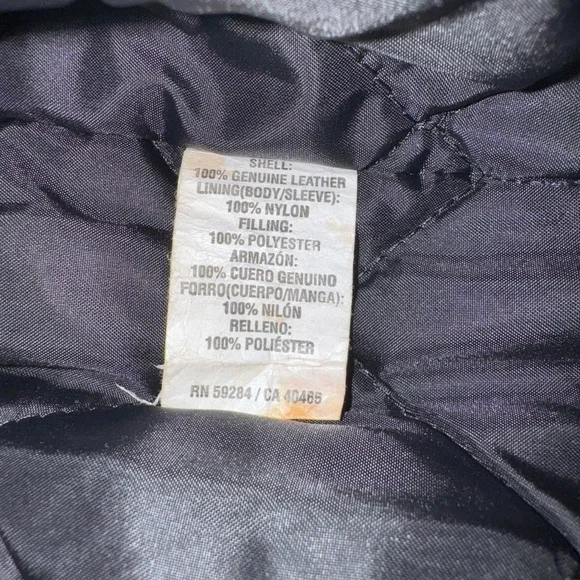 SHELL:
100% GENUINE LEATHER
LINING(BODY/SLEEVE):
100% NYLON
FILLING:
100% POLYESTER
ARMAZÓN:
100% CUERO GENUINO
FORRO(CUERPO/MANGA):
100% NILÓN
RELLENO:
100% POLIÉSTER
RN 59284 / CA 40465